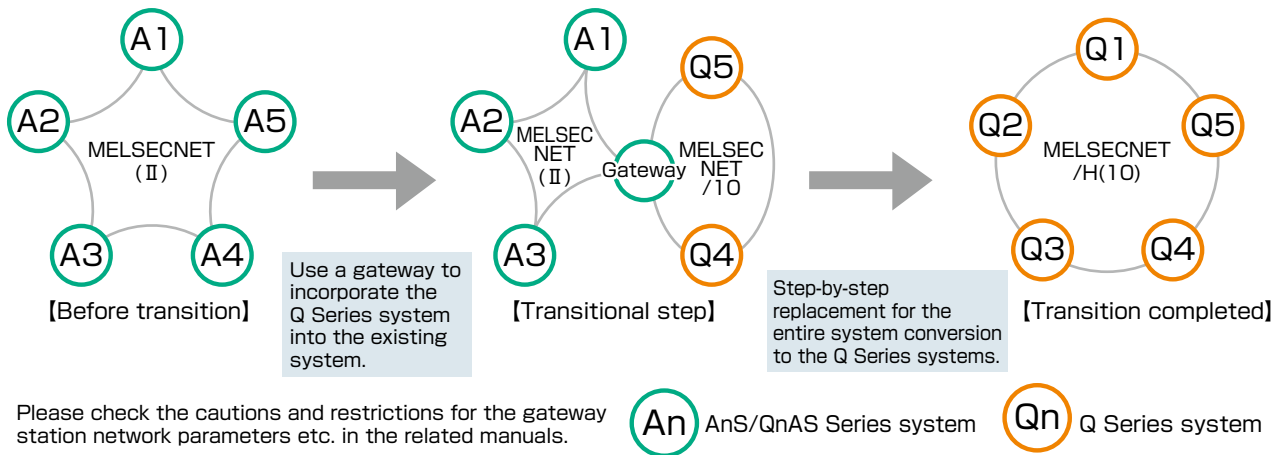 A1
A2
A5
MELSECNET
(Ⅱ)
A3
A4
【Before transition】
Use a gateway to
incorporate the
Q Series system
into the existing
system.
A1
Q5
A2
MELSEC
NET
(Ⅱ)
Gateway
MELSEC
NET
/10
A3
Q4
【Transitional step】
Step-by-step
replacement for the
entire system conversion
to the Q Series systems.
Q1
Q2
Q5
MELSECNET
/H(10)
Q3
Q4
【Transition completed】
Please check the cautions and restrictions for the gateway
station network parameters etc. in the related manuals.
An AnS/QnAS Series system
Qn Q Series system